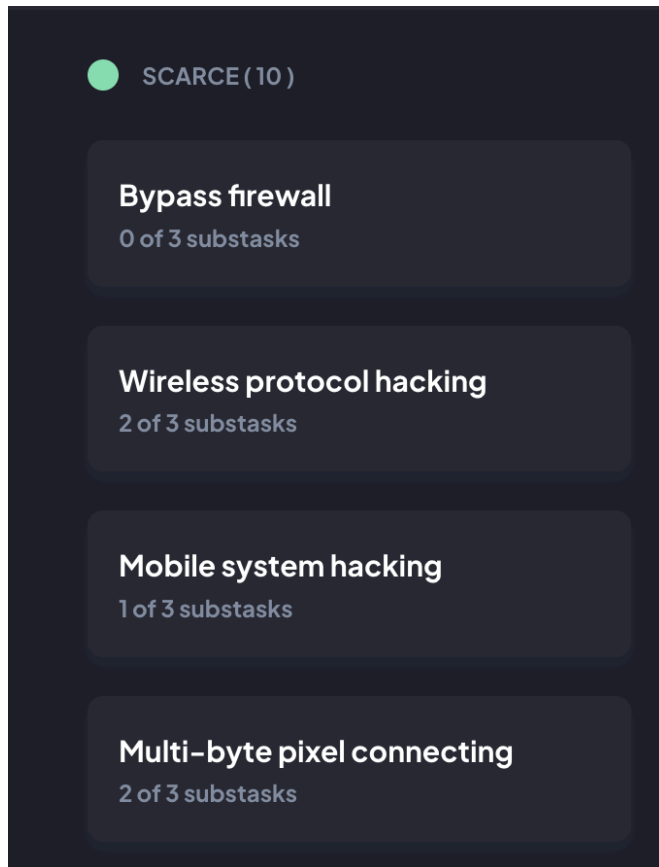 SCARCE ( 10 )
Bypass firewall
0 of 3 substasks
Wireless protocol hacking
2 of 3 substasks
Mobile system hacking
1 of 3 substasks
Multi-byte pixel connecting
2 of 3 substasks